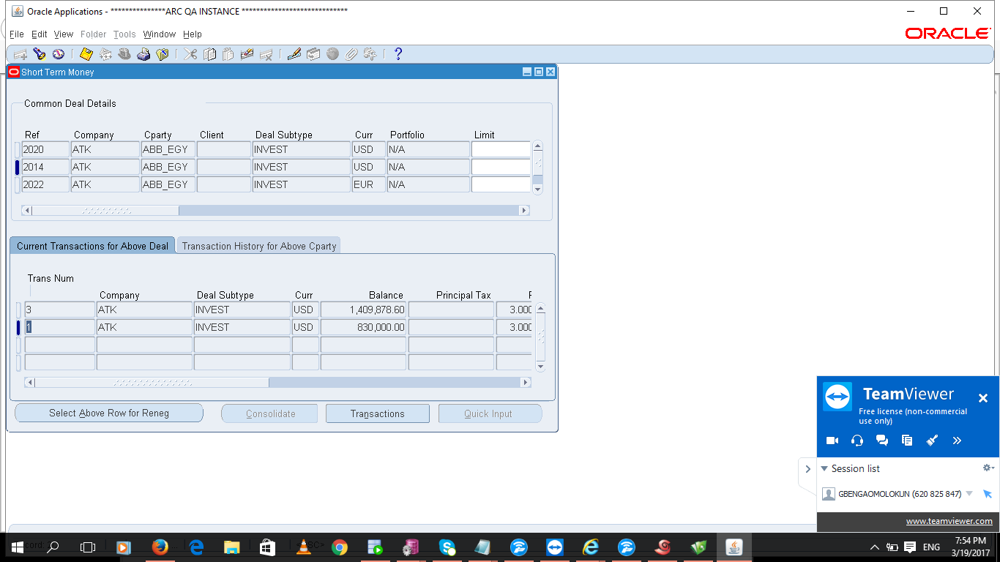 Oracle Applications - ***************ARC QA INSTANCE *****************************
File Edit View Folder Tools Window Help
ORACLE
Short Term Money
Common Deal Details
Ref Company Cparty Client Deal Subtype Curr Portfolio Limit
2020 ATK ABB_EGY INVEST USD N/A
2014 ATK ABB_EGY INVEST USD N/A
2022 ATK ABB_EGY INVEST EUR N/A
Current Transactions for Above Deal Transaction History for Above Cparty
Trans Num
Company Deal Subtype Curr Balance Principal Tax
3 ATK INVEST USD 1,409,878.60 3.000
1 ATK INVEST USD 830,000.00 3.000
Select Above Row for Reneg Consolidate Transactions Quick Input
TeamViewer
Free license (non-commercial
use only)
Session list
GBENGAOMOLOKUN (620 825 847)
www.teamviewer.com
ENG
7:54 PM
3/19/2017